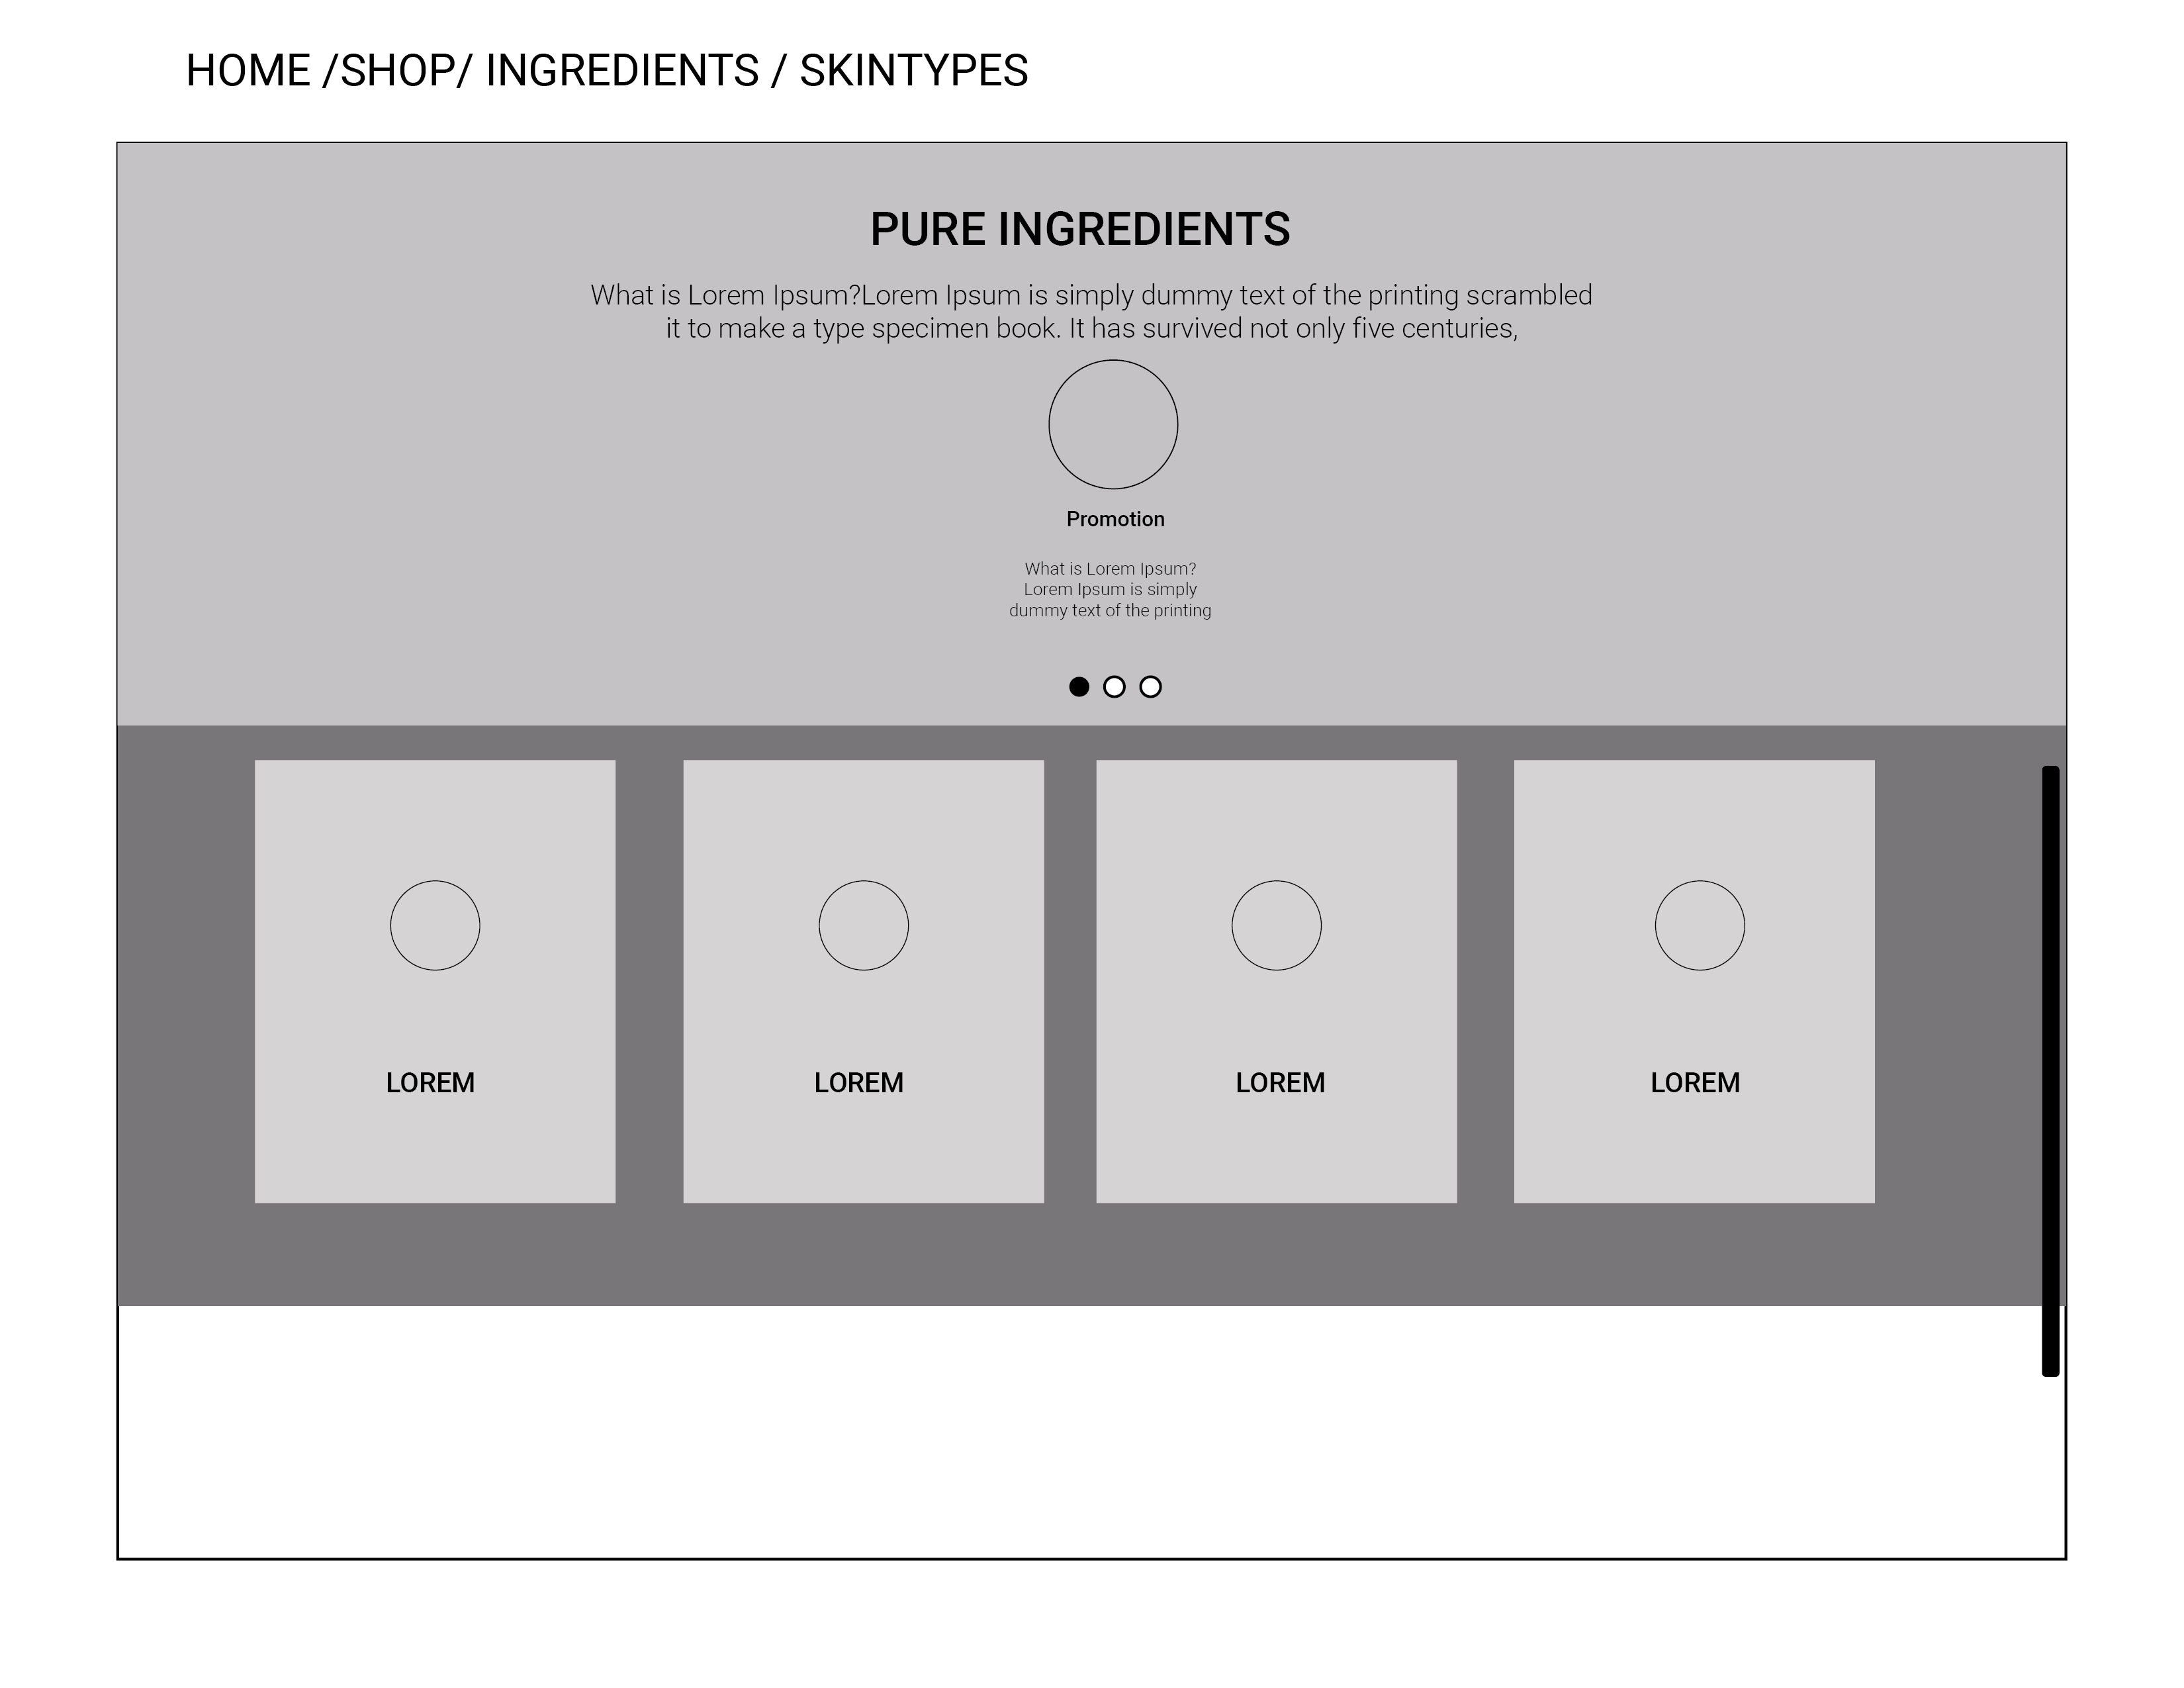 HOME /SHOP/ INGREDIENTS / SKINTYPES
PURE INGREDIENTS
What is Lorem Ipsum?Lorem Ipsum is simply dummy text of the printing scrambled
it to make a type specimen book. It has survived not only five centuries,
Promotion
What is Lorem Ipsum?
Lorem Ipsum is simply
dummy text of the printing
LOREM
LOREM
LOREM
LOREM